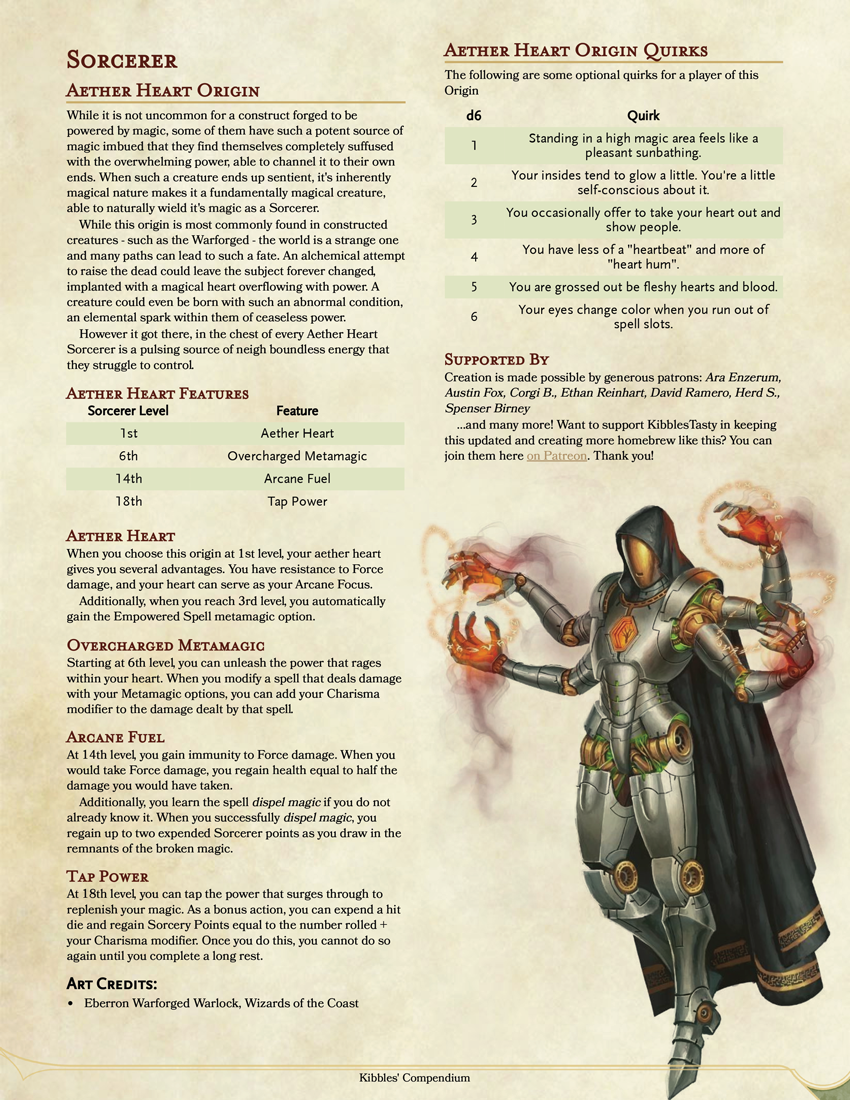 Sorcerer
Aether Heart Origin
While it is not uncommon for a construct forged to be
powered by magic, some of them have such a potent source of
magic imbued that they find themselves completely suffused
with the overwhelming power, able to channel it to their own
ends. When such a creature ends up sentient, it's inherently
magical nature makes it a fundamentally magical creature,
able to naturally wield it's magic as a Sorcerer.
While this origin is most commonly found in constructed
creatures - such as the Warforged - the world is a strange one
and many paths can lead to such a fate. An alchemical attempt
to raise the dead could leave the subject forever changed,
implanted with a magical heart overflowing with power. A
creature could even be born with such an abnormal condition,
an elemental spark within them of ceaseless power.
However it got there, in the chest of every Aether Heart
Sorcerer is a pulsing source of neigh boundless energy that
they struggle to control.
Aether Heart Features
Sorcerer Level Feature
1st Aether Heart
6th Overcharged Metamagic
14th Arcane Fuel
18th Tap Power
Aether Heart
When you choose this origin at 1st level, your aether heart
gives you several advantages. You have resistance to Force
damage, and your heart can serve as your Arcane Focus.
Additionally, when you reach 3rd level, you automatically
gain the Empowered Spell metamagic option.
Overcharged Metamagic
Starting at 6th level, you can unleash the power that rages
within your heart. When you modify a spell that deals damage
with your Metamagic options, you can add your Charisma
modifier to the damage dealt by that spell.
Arcane Fuel
At 14th level, you gain immunity to Force damage. When you
would take Force damage, you regain health equal to half the
damage you would have taken.
Additionally, you learn the spell dispel magic if you do not
already know it. When you successfully dispel magic, you
regain up to two expended Sorcerer points as you draw in the
remnants of the broken magic.
Tap Power
At 18th level, you can tap the power that surges through to
replenish your magic. As a bonus action, you can expend a hit
die and regain Sorcery Points equal to the number rolled +
your Charisma modifier. Once you do this, you cannot do so
again until you complete a long rest.
Art Credits:
• Eberron Warforged Warlock, Wizards of the Coast
Aether Heart Origin Quirks
The following are some optional quirks for a player of this
Origin
d6 Quirk
1 Standing in a high magic area feels like a
pleasant sunbathing.
2 Your insides tend to glow a little. You're a little
self-conscious about it.
3 You occasionally offer to take your heart out and
show people.
4 You have less of a "heartbeat" and more of
"heart hum".
5 You are grossed out be fleshy hearts and blood.
6 Your eyes change color when you run out of
spell slots.
Supported By
Creation is made possible by generous patrons: Ara Enzerum,
Austin Fox, Corgi B., Ethan Reinhart, David Ramero, Herd S.,
Spenser Birney
...and many more! Want to support KibblesTasty in keeping
this updated and creating more homebrew like this? You can
join them here on Patreon. Thank you!
Kibbles' Compendium